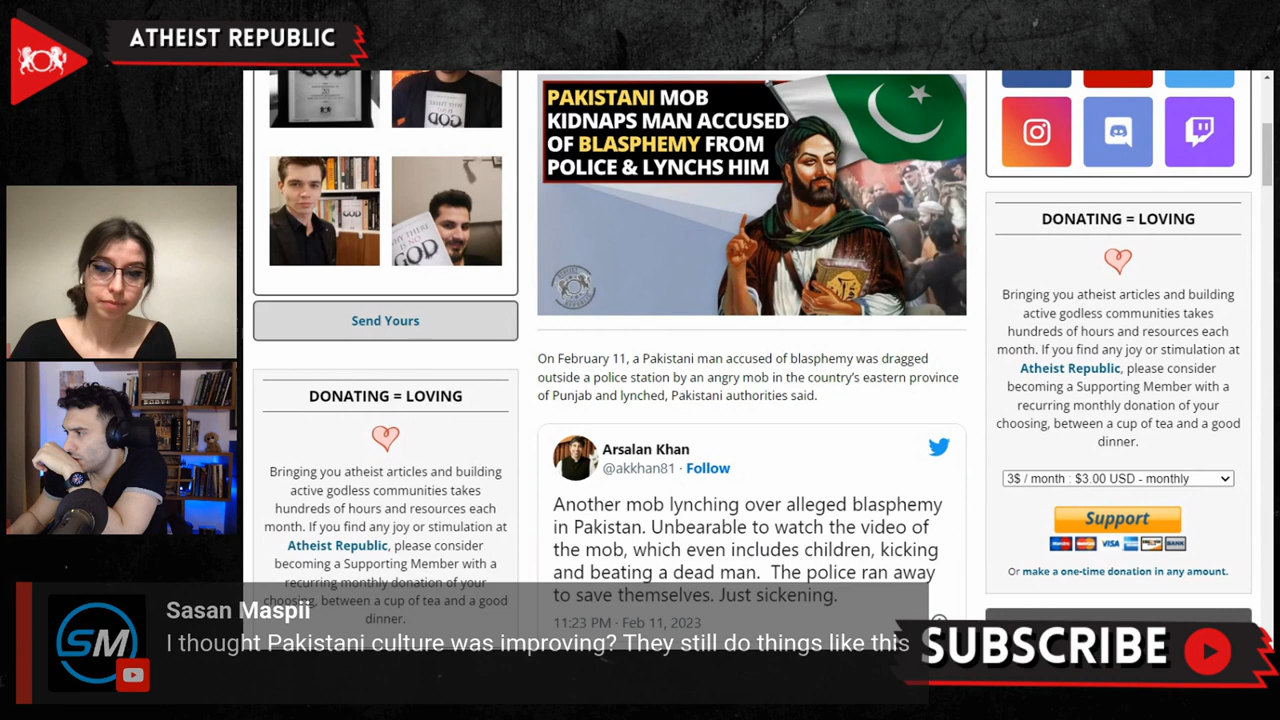 ATHEIST REPUBLIC
WHY THERE
IS NO
GOD
Send Yours
DONATING = LOVING
Bringing you atheist articles and building
active godless communities takes
hundreds of hours and resources each
month. If you find any joy or stimulation at
Atheist Republic, please consider
becoming a Supporting Member with a
recurring monthly donation of your
choosing, between a cup of tea and a good
dinner.
PAKISTANI MOB
KIDNAPS MAN ACCUSED
OF BLASPHEMY FROM
POLICE & LYNCHS HIM
On February 11, a Pakistani man accused of blasphemy was dragged
outside a police station by an angry mob in the country's eastern province
of Punjab and lynched, Pakistani authorities said.
Arsalan Khan
@akkhan81 · Follow
Another mob lynching over alleged blasphemy
in Pakistan. Unbearable to watch the video of
the mob, which even includes children, kicking
and beating a dead man. The police ran away
to save themselves. Just sickening.
11:23 PM · Feb 11, 2023
DONATING = LOVING
Bringing you atheist articles and building
active godless communities takes
hundreds of hours and resources each
month. If you find any joy or stimulation at
Atheist Republic, please consider
becoming a Supporting Member with a
recurring monthly donation of your
choosing, between a cup of tea and a good
dinner.
3$ / month : $3.00 USD - monthly
Support
VISA
BANK
Or make a one-time donation in any amount.
SM
Sasan Maspii
I thought Pakistani culture was improving? They still do things like this
SUBSCRIBE